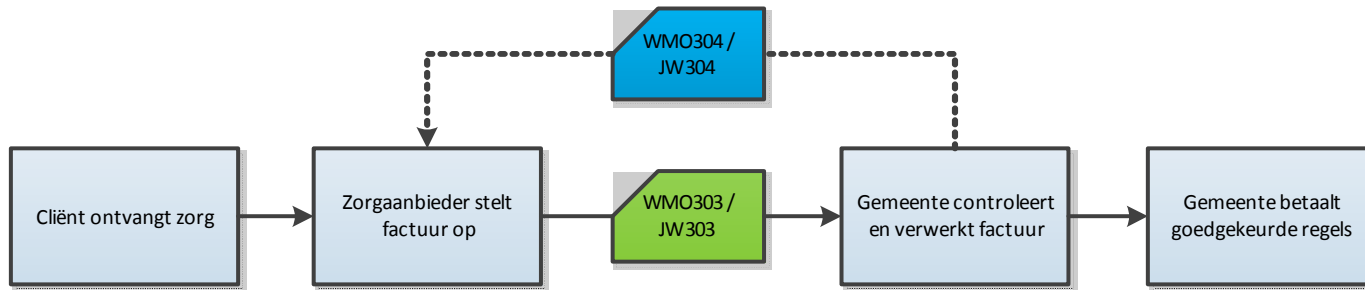 WMO304 /
JW304
Cliënt ontvangt zorg
Zorgaanbieder stelt
factuur op
WMO303 /
JW303
Gemeente controleert
en verwerkt factuur
Gemeente betaalt
goedgekeurde regels